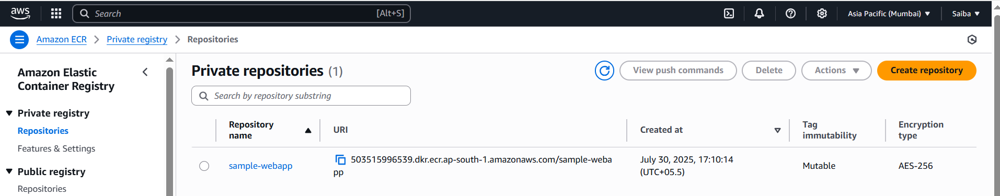 aws
Search [Alt+S] Asia Pacific (Mumbai) Saiba
Amazon ECR Private registry Repositories
Amazon Elastic
Container Registry
Private registry
Repositories
Features & Settings
Public registry
Repositories
Private repositories (1)
View push commands Delete Actions Create repository
Search by repository substring
Repository
name
URI
Created at
Tag
immutability
Encryption
type
sample-webapp
503515996539.dkr.ecr.ap-south-1.amazonaws.com/sample-weba
pp
July 30, 2025, 17:10:14
(UTC+05.5)
Mutable
AES-256